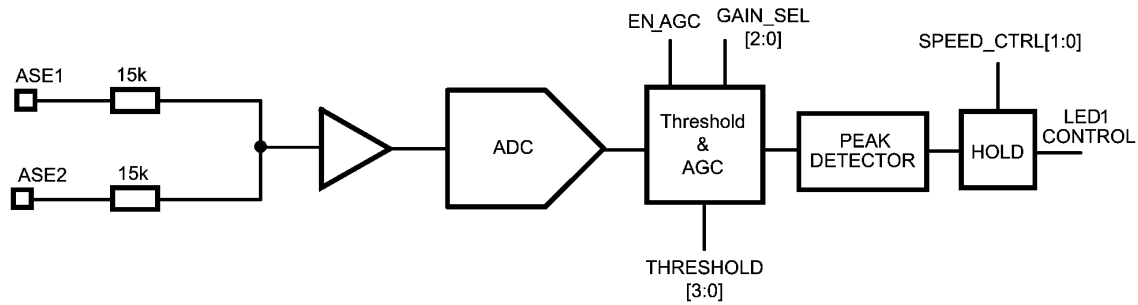 EN_AGC
GAIN_SEL
[2:0]
SPEED_CTRL[1:0]
ASE1
15k
ASE2
15k
ADC
Threshold
&
AGC
PEAK
DETECTOR
HOLD
LED1
CONTROL
THRESHOLD
[3:0]